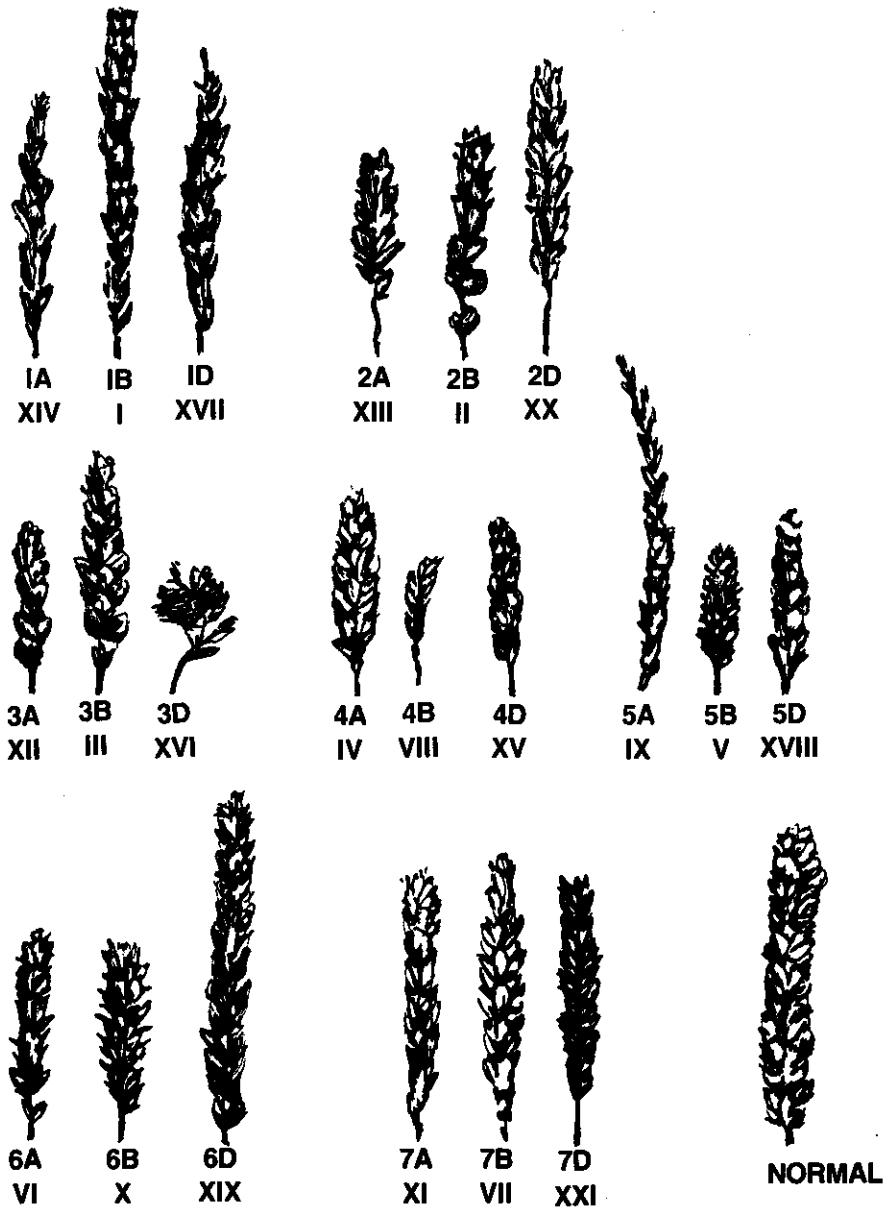 IA IB ID 2A 2B 2D
XIV I XVII XIII II XX
3A 3B 3D 4A 4B 4D 5A 5B 5D
XII III XVI IV VIII XV IX V XVIII
6A 6B 6D 7A 7B 7D NORMAL
VI X XIX XI VII XXI